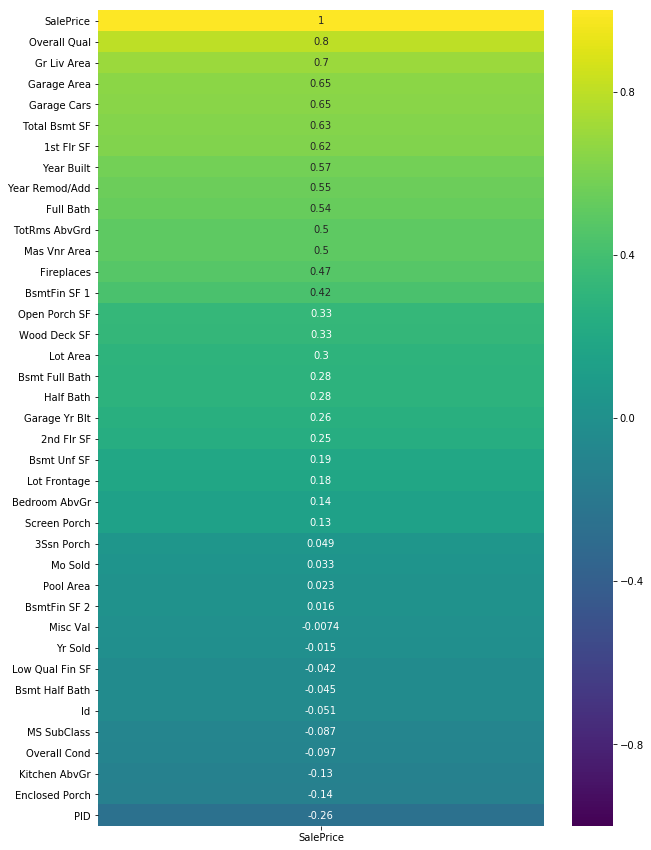 SalePrice 1
Overall Qual 0.8
Gr Liv Area 0.7
Garage Area 0.65
Garage Cars 0.65
Total Bsmt SF 0.63
1st Flr SF 0.62
Year Built 0.57
Year Remod/Add 0.55
Full Bath 0.54
TotRms AbvGrd 0.5
Mas Vnr Area 0.5
Fireplaces 0.47
BsmtFin SF 1 0.42
Open Porch SF 0.33
Wood Deck SF 0.33
Lot Area 0.3
Bsmt Full Bath 0.28
Half Bath 0.28
Garage Yr Blt 0.26
2nd Flr SF 0.25
Bsmt Unf SF 0.19
Lot Frontage 0.18
Bedroom AbvGr 0.14
Screen Porch 0.13
3Ssn Porch 0.049
Mo Sold 0.033
Pool Area 0.023
BsmtFin SF 2 0.016
Misc Val -0.0074
Yr Sold -0.015
Low Qual Fin SF -0.042
Bsmt Half Bath -0.045
Id -0.051
MS SubClass -0.087
Overall Cond -0.097
Kitchen AbvGr -0.13
Enclosed Porch -0.14
PID -0.26
SalePrice
0.8
0.4
0.0
−0.4
−0.8